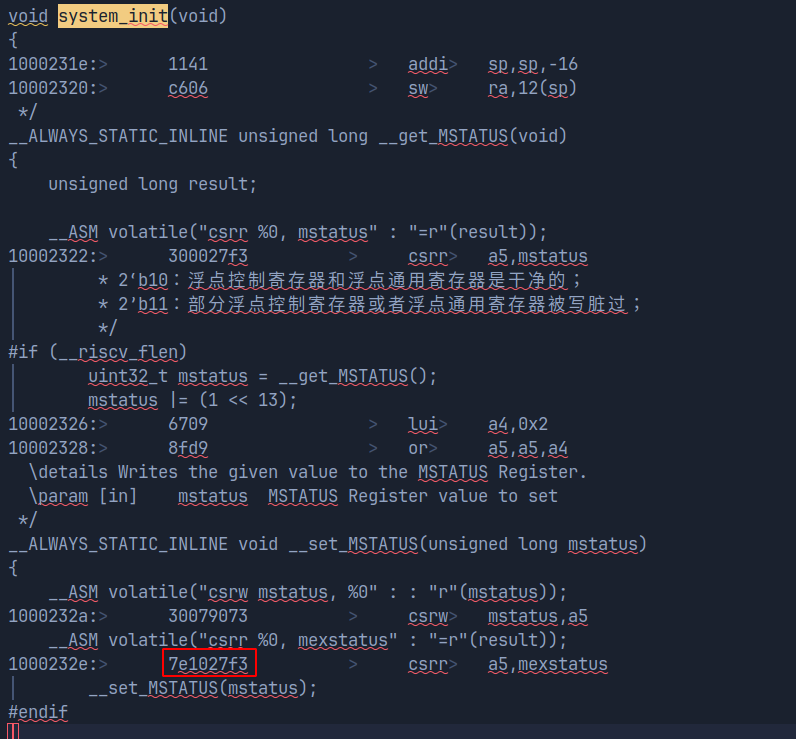 void system_init(void)
{
1000231e:> 1141 > addi> sp,sp,-16
10002320:> c606 > sw> ra,12(sp)
*/
__ALWAYS_STATIC_INLINE unsigned long __get_MSTATUS(void)
{
unsigned long result;
__ASM volatile("csrr %0, mstatus" : "=r"(result));
10002322:> 300027f3 > csrr> a5,mstatus
* 2‘b10：浮点控制寄存器和浮点通用寄存器是干净的；
* 2’b11：部分浮点控制寄存器或者浮点通用寄存器被写脏过；
*/
#if (__riscv_flen)
uint32_t mstatus = __get_MSTATUS();
mstatus |= (1 << 13);
10002326:> 6709 > lui> a4,0x2
10002328:> 8fd9 > or> a5,a5,a4
\details Writes the given value to the MSTATUS Register.
\param [in] mstatus MSTATUS Register value to set
*/
__ALWAYS_STATIC_INLINE void __set_MSTATUS(unsigned long mstatus)
{
__ASM volatile("csrw mstatus, %0" : : "r"(mstatus));
1000232a:> 30079073 > csrw> mstatus,a5
__ASM volatile("csrr %0, mexstatus" : "=r"(result));
1000232e:> 7e1027f3 > csrr> a5,mexstatus
__set_MSTATUS(mstatus);
#endif